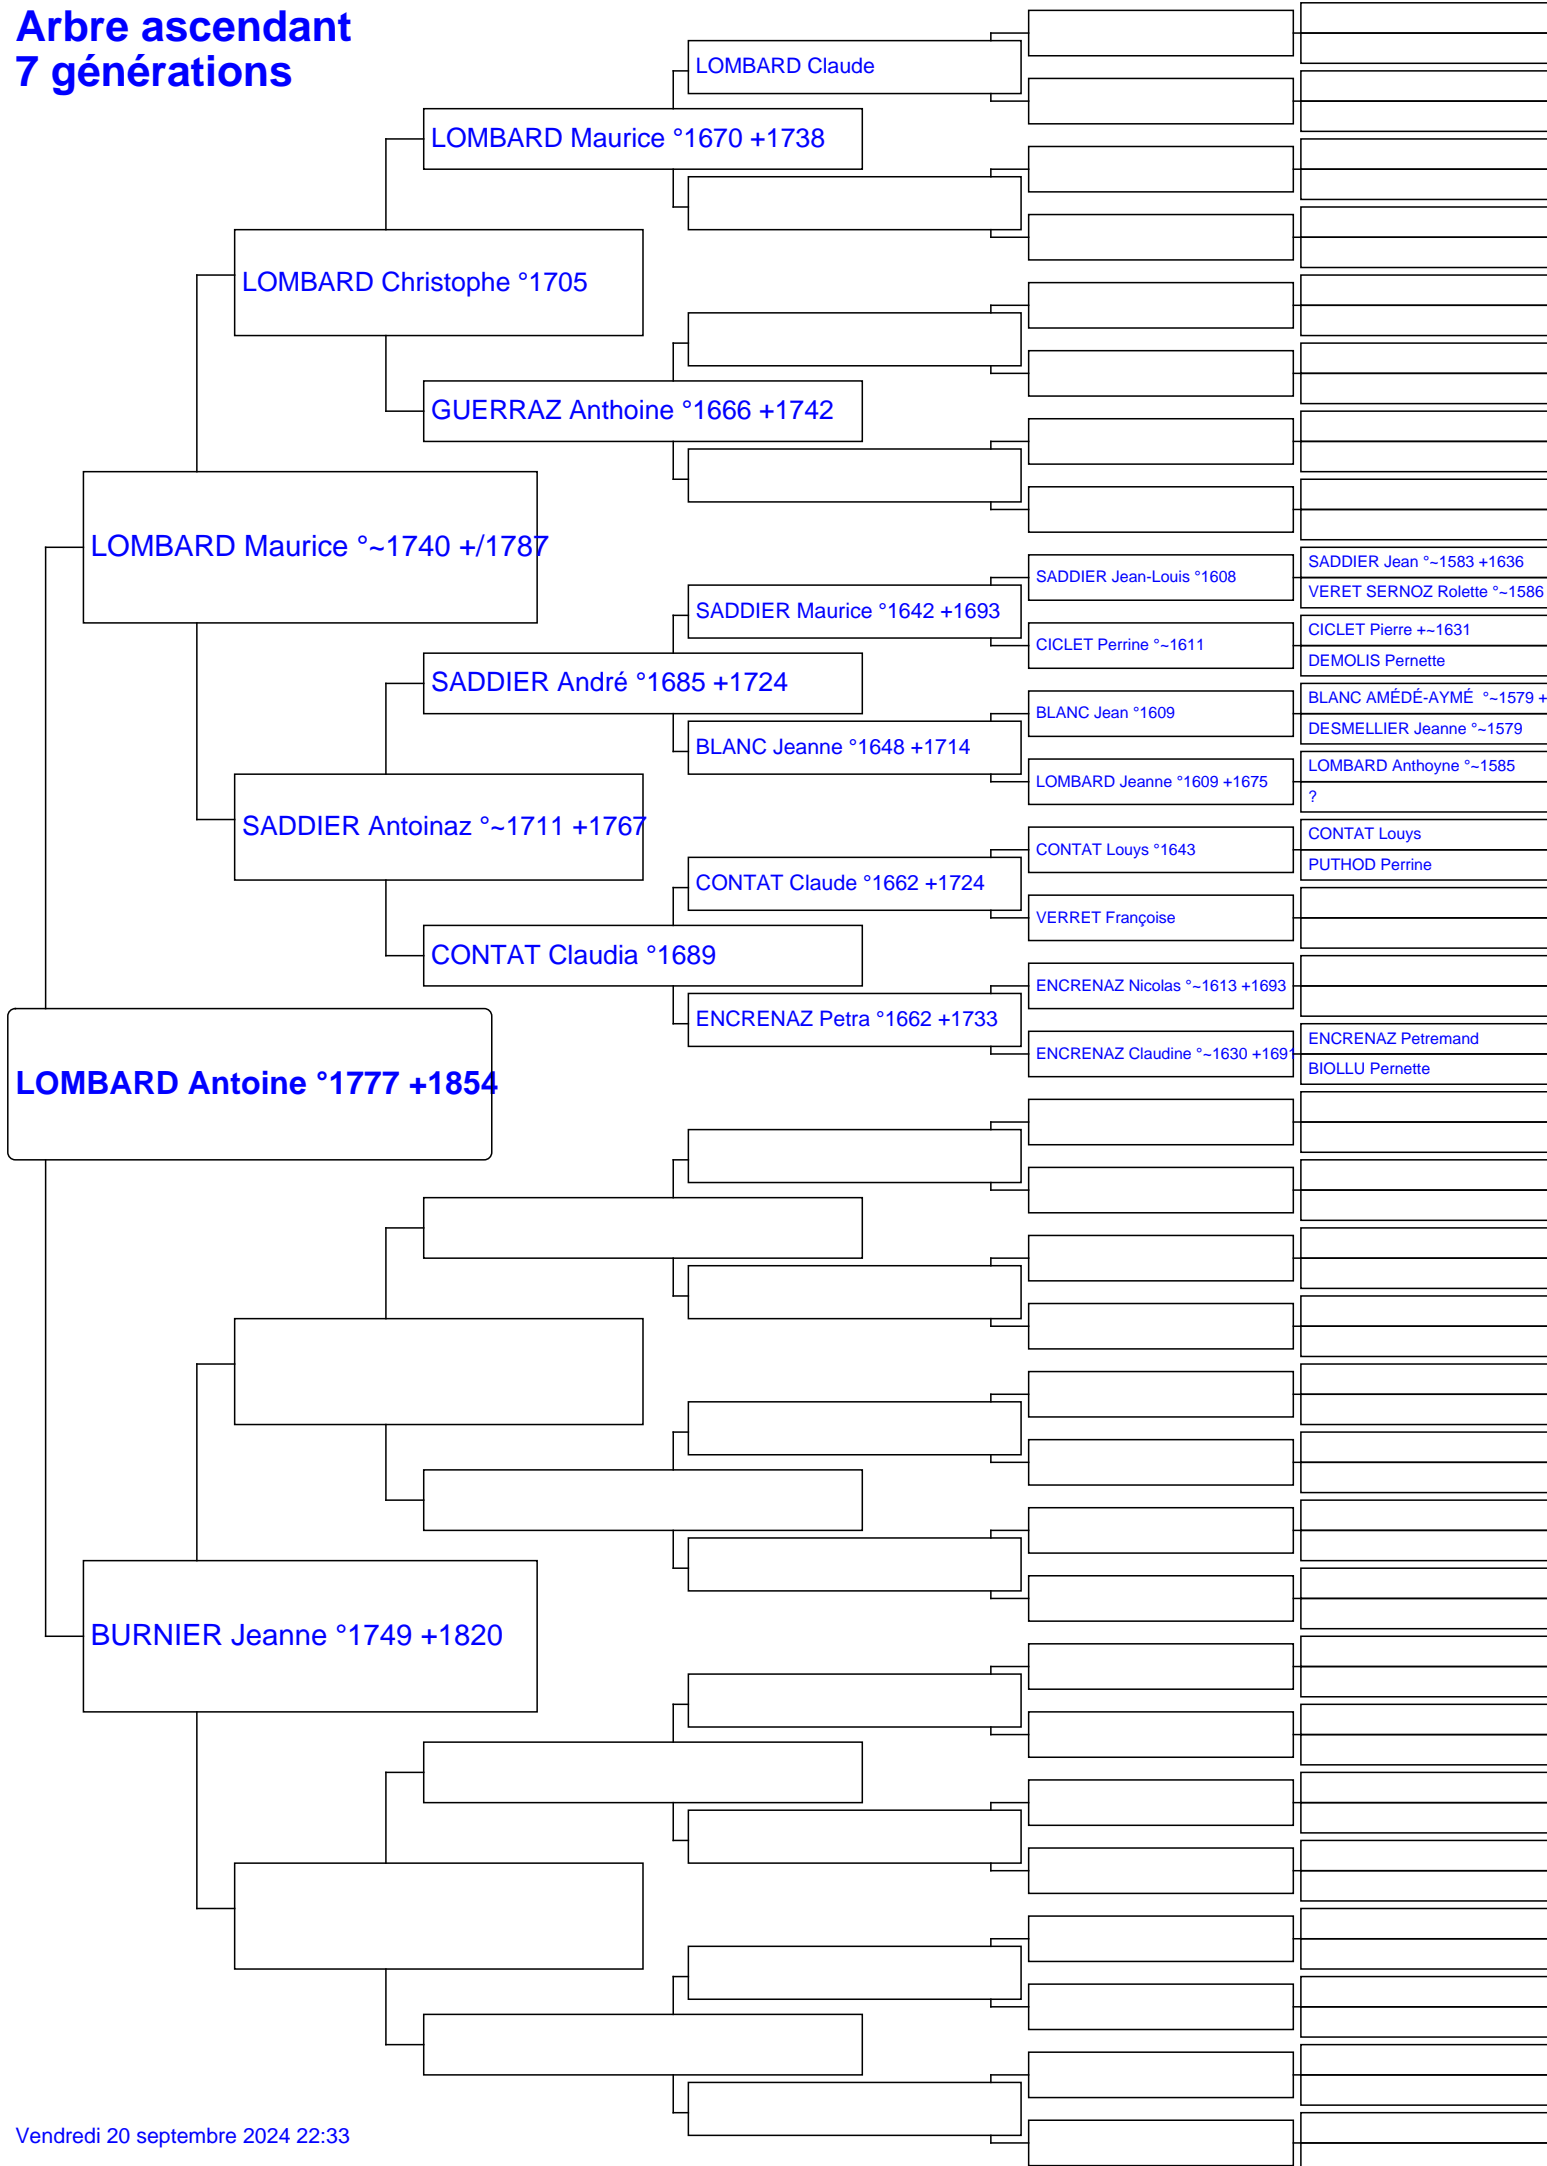 Arbre ascendant
7 générations
LOMBARD Claude
LOMBARD Maurice °1670 +1738
LOMBARD Christophe °1705
GUERRAZ Anthoine °1666 +1742
LOMBARD Maurice °~1740 +/1787
SADDIER Jean-Louis °1608
SADDIER Jean °~1583 +1636
VERET SERNOZ Rolette °~1586
SADDIER Maurice °1642 +1693
CICLET Perrine °~1611
CICLET Pierre +~1631
DEMOLIS Pernette
SADDIER André °1685 +1724
BLANC Jean °1609
BLANC AMÉDÉ-AYMÉ °~1579 +
DESMELLIER Jeanne °~1579
BLANC Jeanne °1648 +1714
LOMBARD Jeanne °1609 +1675
LOMBARD Anthoyne °~1585
?
SADDIER Antoinaz °~1711 +1767
CONTAT Louys °1643
CONTAT Louys
PUTHOD Perrine
CONTAT Claude °1662 +1724
VERRET Françoise
CONTAT Claudia °1689
ENCRENAZ Nicolas °~1613 +1693
ENCRENAZ Petra °1662 +1733
ENCRENAZ Claudine °~1630 +1691
ENCRENAZ Petremand
BIOLLU Pernette
LOMBARD Antoine °1777 +1854
BURNIER Jeanne °1749 +1820
Vendredi 20 septembre 2024 22:33